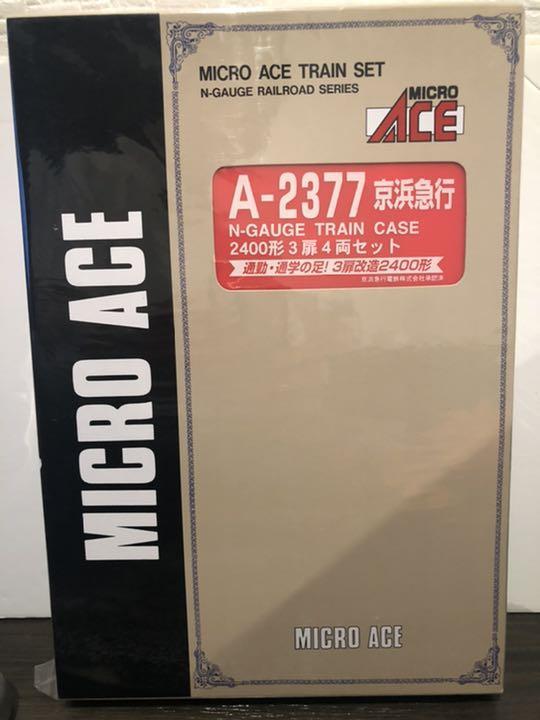 MICRO ACE
MICRO ACE TRAIN SET
N-GAUGE RAILROAD SERIES
MICRO
ACE
A-2377 京浜急行
N-GAUGE TRAIN CASE
2400形3扉4両セット
通勤・通学の足!3扉改造2400形
京浜急行電鉄株式会社承認済
MICRO ACE